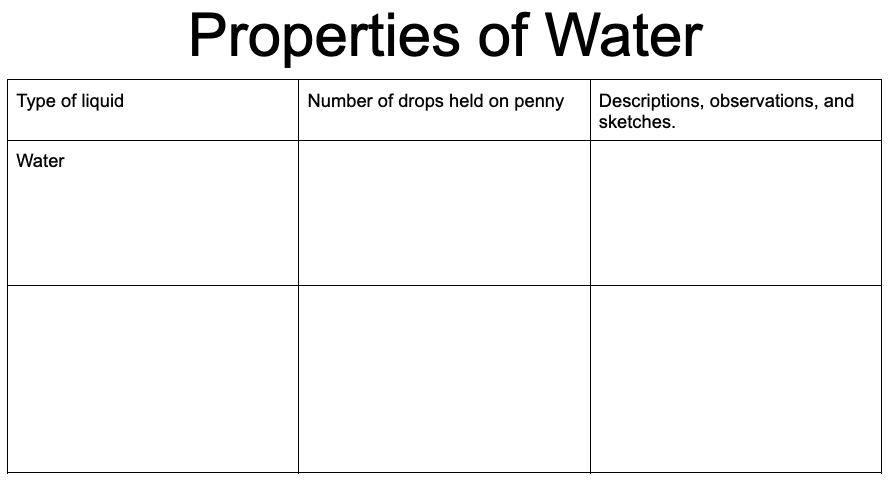 Properties of Water
Type of liquid
Number of drops held on penny
Descriptions, observations, and
sketches.
Water